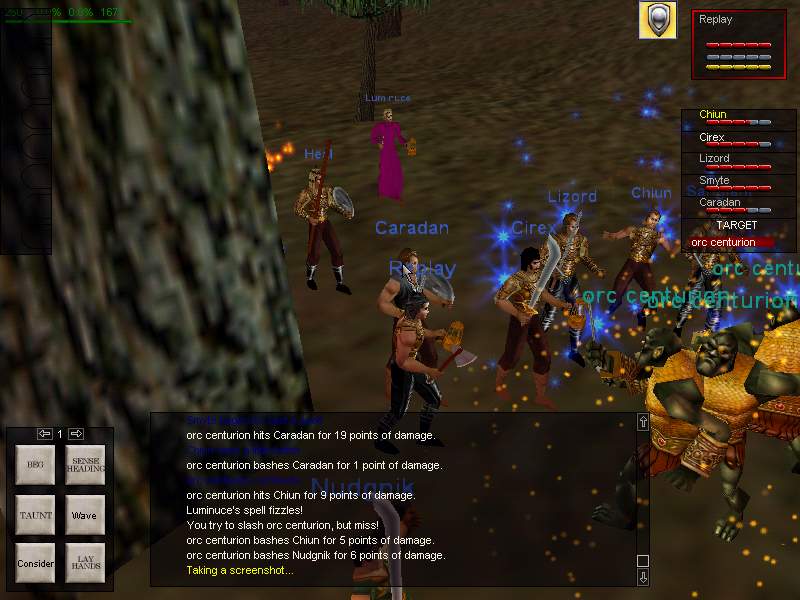 0.0% 167
Replay
Luminuce
Chiun
Cirex
Lizord
Smyte
Caradan
TARGET
orc centurion
Lizord
Chiun
Caradan
Cirex
Replay
orc centurion
orc centurion
Nudgnik
1
BEG
SENSE HEADING
TAUNT
Wave
Consider
LAY HANDS
orc centurion hits Caradan for 19 points of damage.
orc centurion bashes Caradan for 1 point of damage.
orc centurion hits Chiun for 9 points of damage.
Luminuce's spell fizzles!
You try to slash orc centurion, but miss!
orc centurion bashes Chiun for 5 points of damage.
orc centurion bashes Nudgnik for 6 points of damage.
Taking a screenshot...